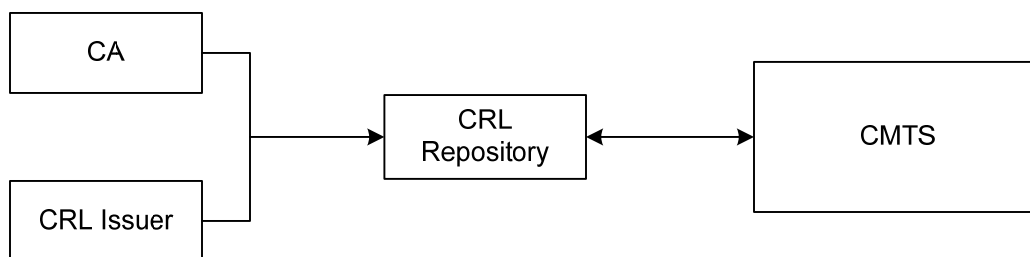 CA
CRL
Repository
CMTS
CRL Issuer